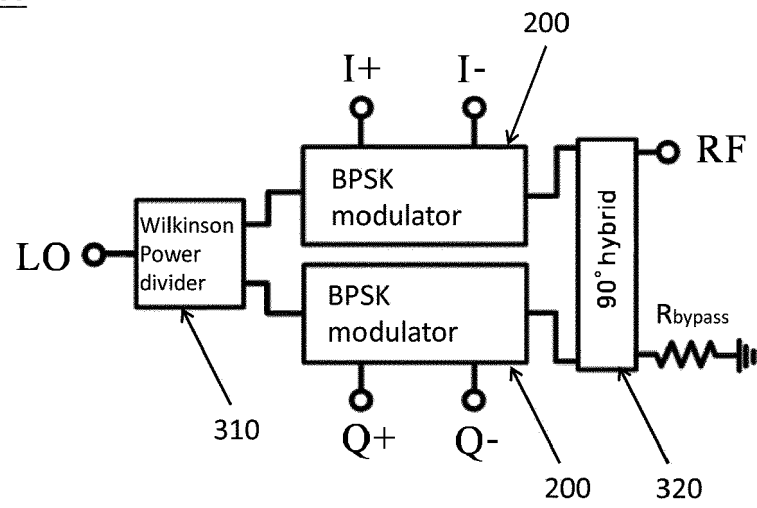 200
I+ I-
BPSK
modulator
RF
Wilkinson
Power
divider
LO
90° hybrid
BPSK
modulator
Rbypass
310
Q+ Q-
200
320